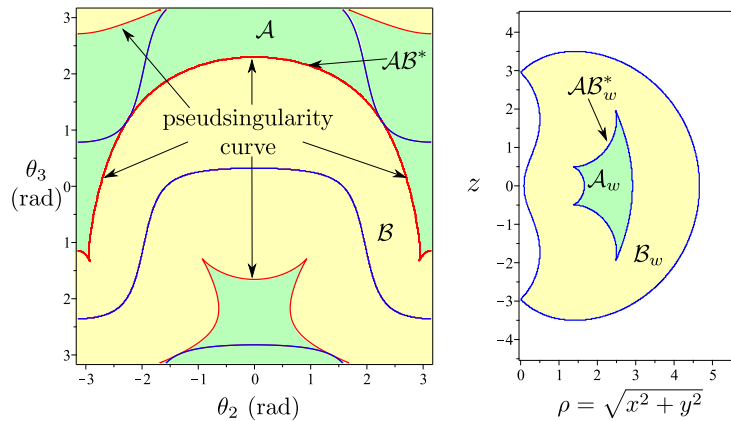 3
2
1
0
1
2
3
θ₃
(rad)
-3
-2
-1
0
1
2
3
θ₂ (rad)
𝒜
𝒜ℬ*
pseudsingularity
curve
ℬ
4
3
2
1
0
-1
-2
-3
-4
z
0
1
2
3
4
5
ρ = √x² + y²
𝒜ℬ*w
𝒜w
ℬw